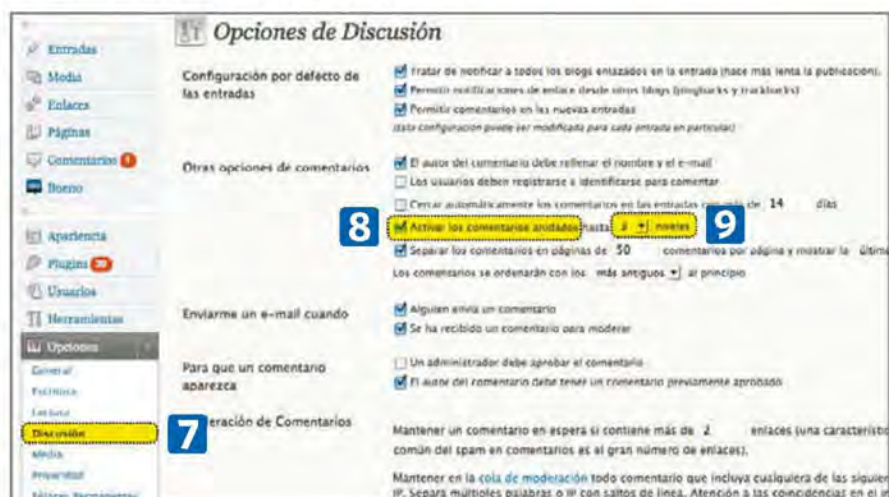 Opciones de Discusión
Entradas
Media
Enlaces
Páginas
Comentarios
Bueno
Apariencia
Plugins
Usuarios
Herramientas
Opciones
General
Escritura
Lectura
Discusión
Media
Privacidad
Configuración por defecto de
las entradas
Tratar de notificar a todos los blogs enlazados en la entrada (hace más lenta la publicación).
Permitir notificaciones de enlace desde otros blogs (pingbacks y trackbacks)
Permitir comentarios en las nuevas entradas
(Esta configuración puede ser modificada para cada entrada en particular)
Otras opciones de comentarios
El autor del comentario debe rellenar el nombre y el e-mail
Los usuarios deben registrarse e identificarse para comentar
Cerrar automáticamente los comentarios en las entradas con más de 14 días
8 Activar los comentarios anidados hasta niveles 9
Separar los comentarios en páginas de 50 comentarios por página y mostrar la últim
Los comentarios se ordenarán con los más antiguos al principio
Enviarme un e-mail cuando
Alguien envía un comentario
Se ha recibido un comentario para moderar
Para que un comentario
aparezca
Un administrador debe aprobar el comentario
El autor del comentario debe tener un comentario previamente aprobado
7
eración de Comentarios
Mantener un comentario en espera si contiene más de 2 enlaces (una característic
común del spam en comentarios es el gran número de enlaces).
Mantener en la cola de moderación todo comentario que incluya cualquiera de las siguie
IP. Separa múltiples palabras o IP con saltos de línea. Atención a las coincidencias en el